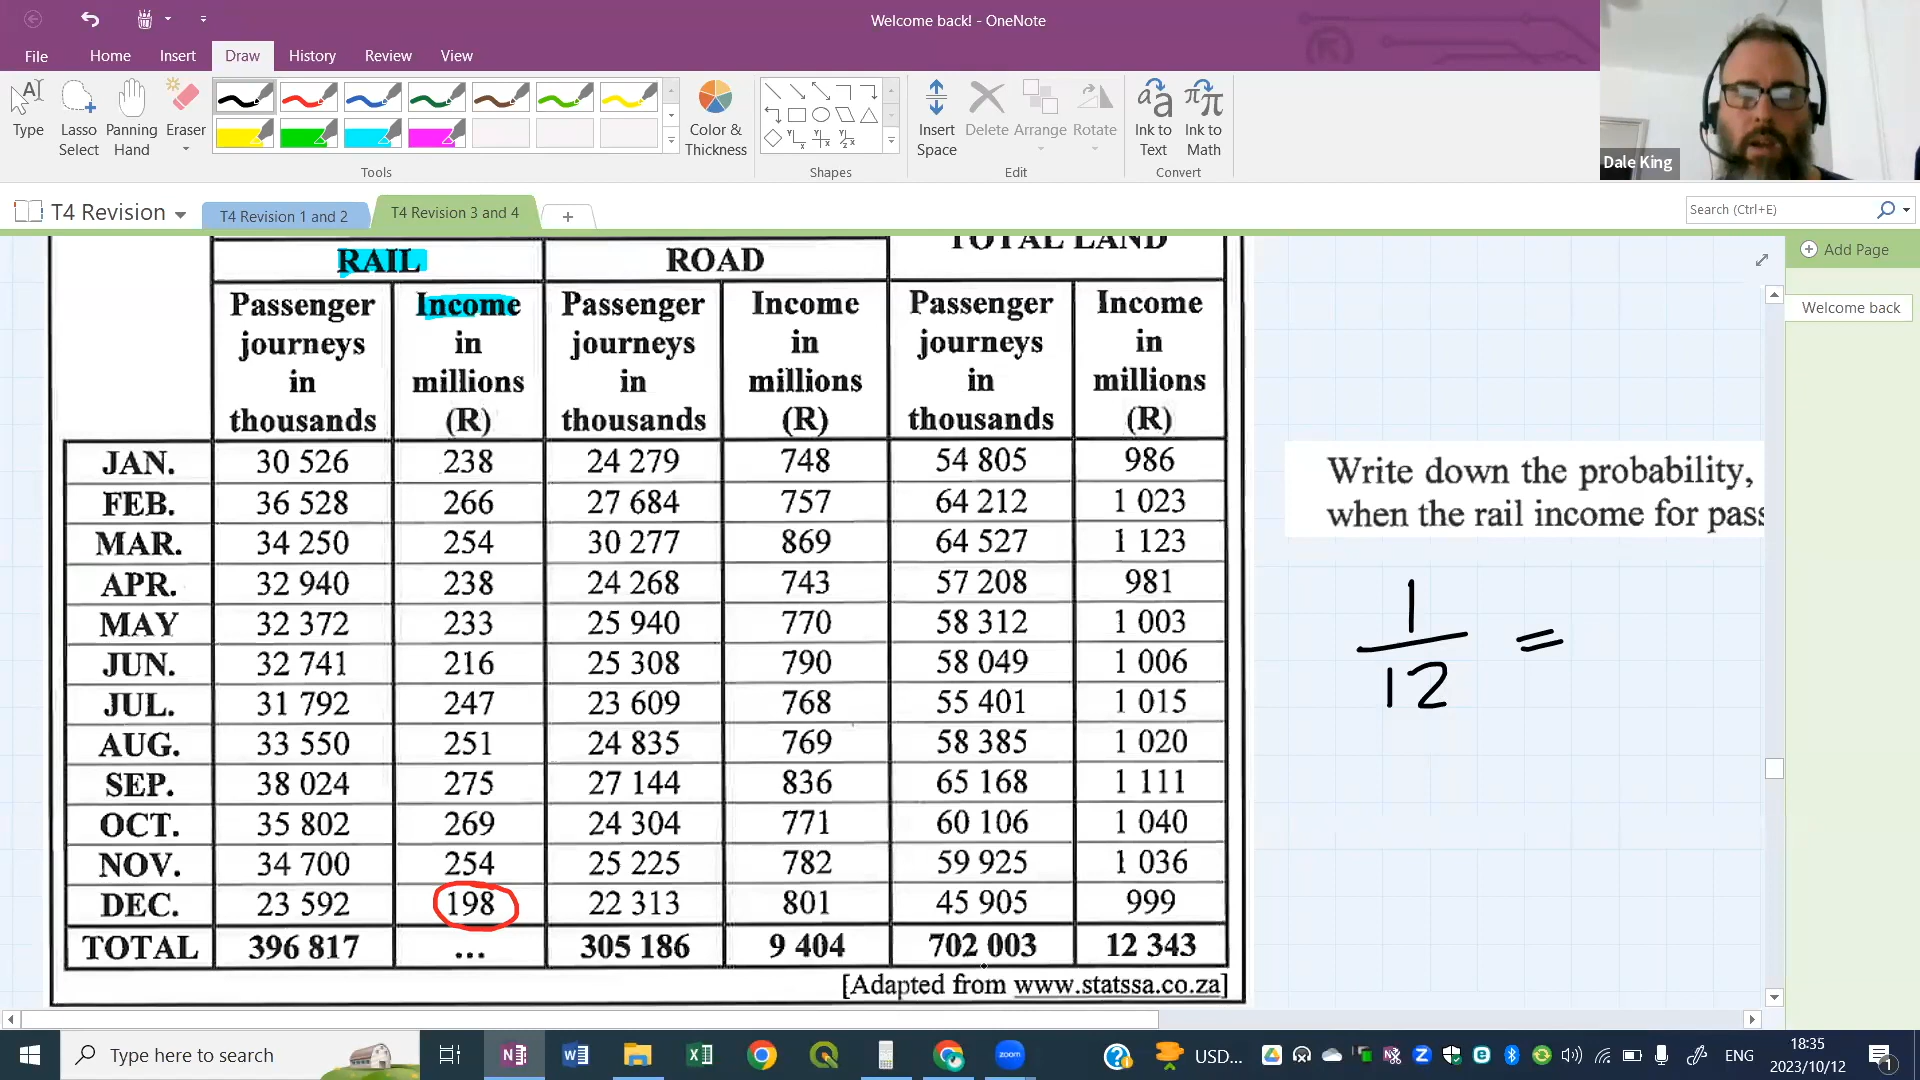 Welcome back! - OneNote
File Home Insert Draw History Review View
Type
Lasso Select
Panning Hand
Eraser
Color & Thickness
Insert Space
Delete
Arrange
Rotate
Ink to Text
Ink to Math
Tools
Shapes
Edit
Convert
Dale King
T4 Revision
T4 Revision 1 and 2
T4 Revision 3 and 4
Search (Ctrl+E)
Add Page
Welcome back
RAIL ROAD TOTAL LAND
Passenger journeys in thousands
Income in millions (R)
Passenger journeys in thousands
Income in millions (R)
Passenger journeys in thousands
Income in millions (R)
JAN. 30 526 238 24 279 748 54 805 986
FEB. 36 528 266 27 684 757 64 212 1 023
MAR. 34 250 254 30 277 869 64 527 1 123
APR. 32 940 238 24 268 743 57 208 981
MAY 32 372 233 25 940 770 58 312 1 003
JUN. 32 741 216 25 308 790 58 049 1 006
JUL. 31 792 247 23 609 768 55 401 1 015
AUG. 33 550 251 24 835 769 58 385 1 020
SEP. 38 024 275 27 144 836 65 168 1 111
OCT. 35 802 269 24 304 771 60 106 1 040
NOV. 34 700 254 25 225 782 59 925 1 036
DEC. 23 592 198 22 313 801 45 905 999
TOTAL 396 817 ... 305 186 9 404 702 003 12 343
[Adapted from www.statssa.co.za]
Write down the probability,
when the rail income for pass
1
12 =
Type here to search
USD...
ENG
18:35
2023/10/12
1